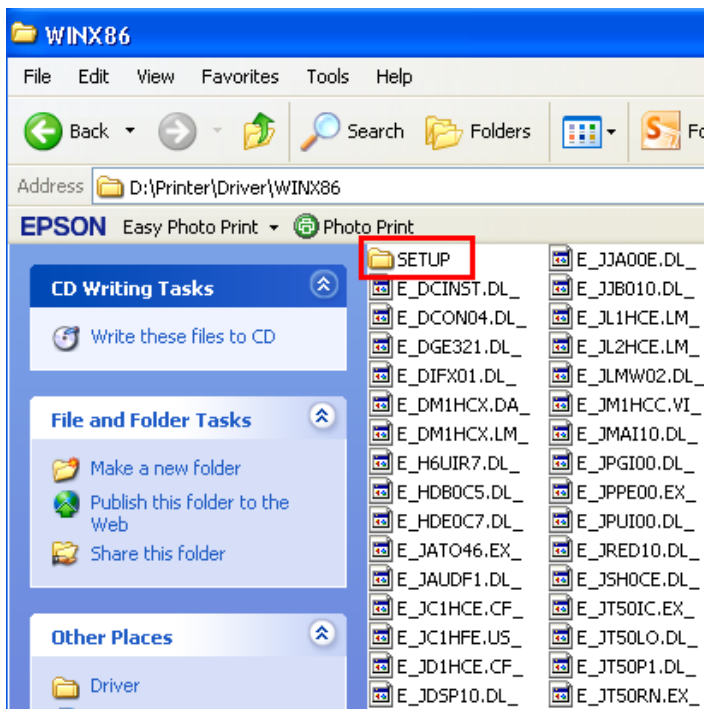 WINX86
File Edit View Favorites Tools Help
Back Search Folders
Address D:\Printer\Driver\WINX86
EPSON Easy Photo Print Photo Print
CD Writing Tasks
Write these files to CD
File and Folder Tasks
Make a new folder
Publish this folder to the
Web
Share this folder
Other Places
Driver
SETUP
E_DCINST.DL_
E_DCON04.DL_
E_DGE321.DL_
E_DIFX01.DL_
E_DM1HCX.DA_
E_DM1HCX.LM_
E_H6UIR7.DL_
E_HDB0C5.DL_
E_HDE0C7.DL_
E_JATO46.EX_
E_JAUDF1.DL_
E_JC1HCE.CF_
E_JC1HFE.US_
E_JD1HCE.CF_
E_JDSP10.DL_
E_JJA00E.DL_
E_JJB010.DL_
E_JL1HCE.LM_
E_JL2HCE.LM_
E_JLMW02.DL_
E_JM1HCC.VI_
E_JMAI10.DL_
E_JPGI00.DL_
E_JPPE00.EX_
E_JPUI00.DL_
E_JRED10.DL_
E_JSH0CE.DL_
E_JT50IC.EX_
E_JT50LO.DL_
E_JT50P1.DL_
E_JT50RN.EX_